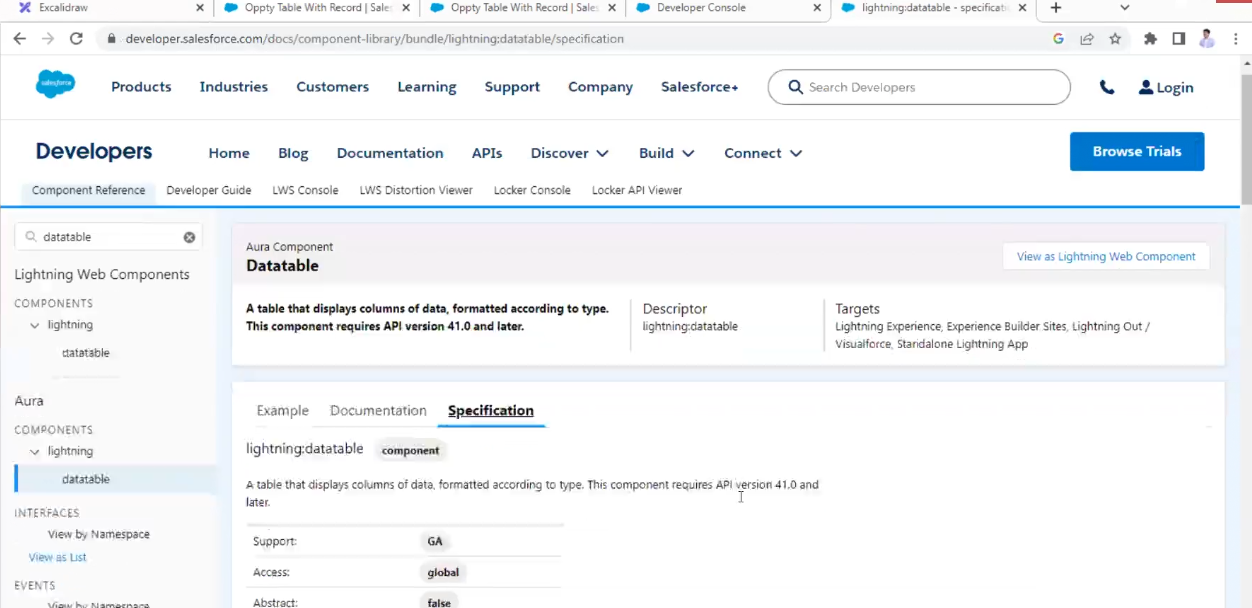 Excalidraw
Oppty Table With Record | Sales
Oppty Table With Record | Sales
Developer Console
lightning:datatable - specificati
developer.salesforce.com/docs/component-library/bundle/lightning:datatable/specification
salesforce
Products Industries Customers Learning Support Company Salesforce+
Search Developers
Login
Developers
Home Blog Documentation APIs Discover Build Connect
Browse Trials
Component Reference Developer Guide LWS Console LWS Distortion Viewer Locker Console Locker API Viewer
datatable
Lightning Web Components
COMPONENTS
lightning
datatable
Aura
COMPONENTS
lightning
datatable
INTERFACES
View by Namespace
View as List
EVENTS
View by Namespace
Aura Component
Datatable
View as Lightning Web Component
A table that displays columns of data, formatted according to type.
This component requires API version 41.0 and later.
Descriptor
lightning:datatable
Targets
Lightning Experience, Experience Builder Sites, Lightning Out /
Visualforce, Standalone Lightning App
Example Documentation Specification
lightning:datatable component
A table that displays columns of data, formatted according to type. This component requires API version 41.0 and
later.
Support: GA
Access: global
Abstract: false